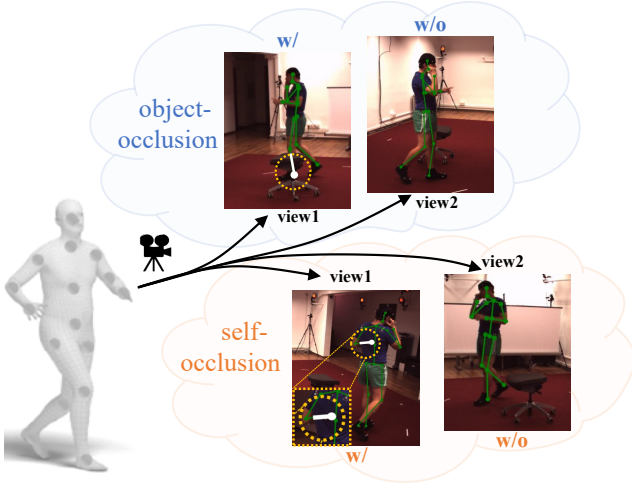 w/
w/o
object-
occlusion
view1
view2
view1
view2
self-
occlusion
w/
w/o